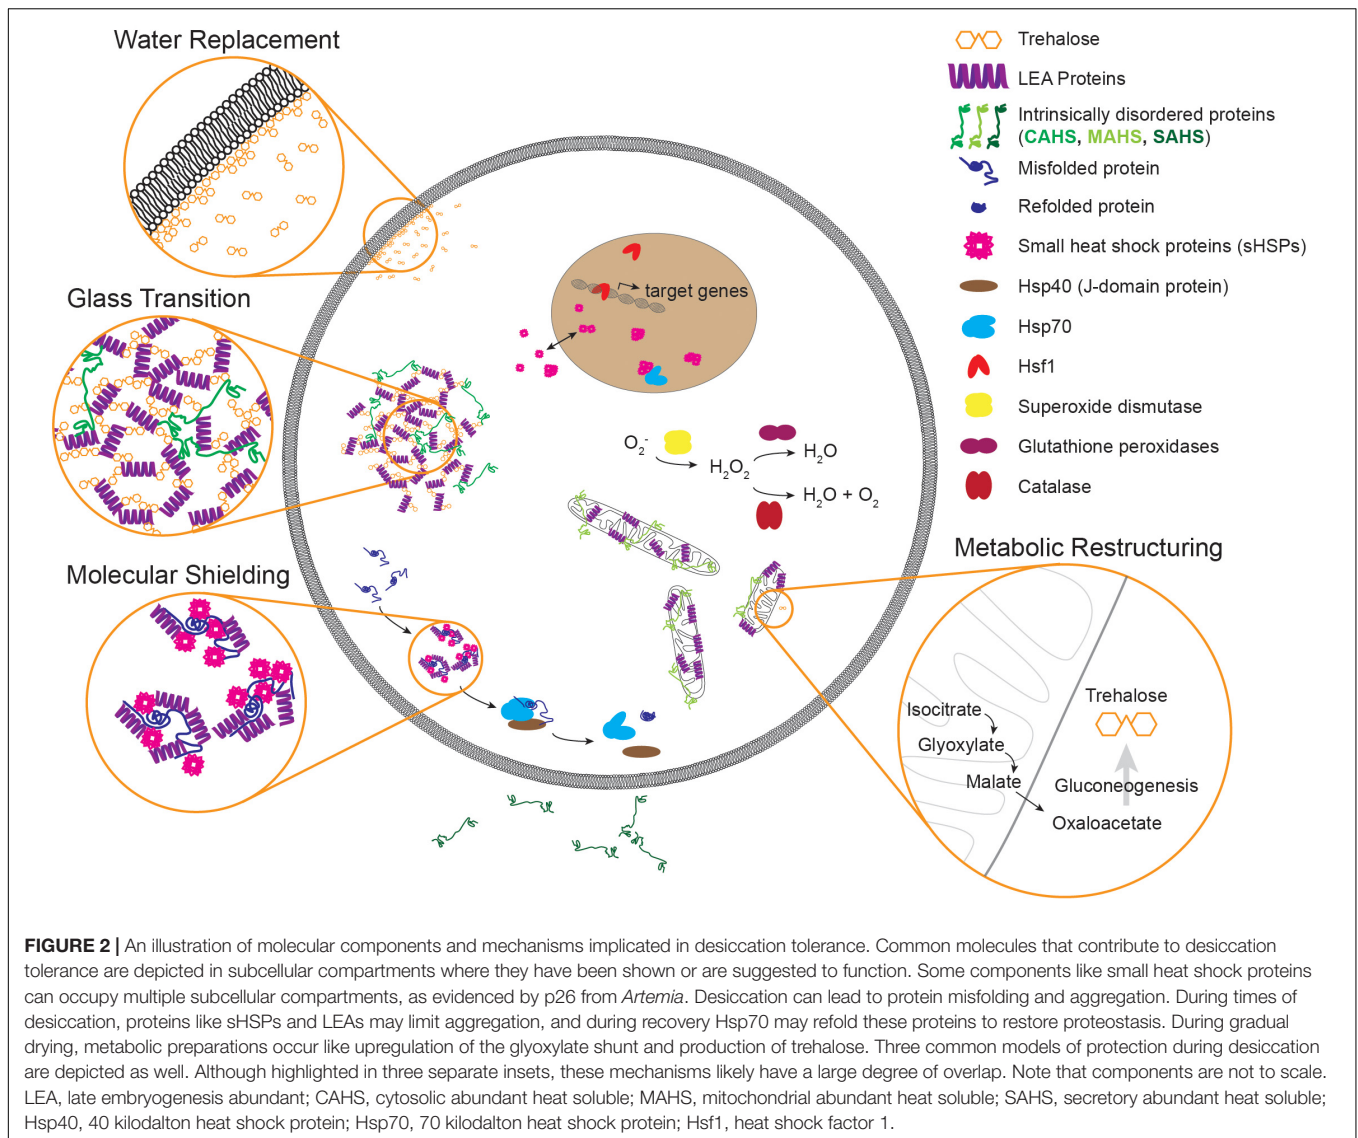 Water Replacement
Glass Transition
Molecular Shielding
target genes
O2-
H2O2
H2O
H2O + O2
Trehalose
LEA Proteins
Intrinsically disordered proteins
(CAHS, MAHS, SAHS)
Misfolded protein
Refolded protein
Small heat shock proteins (sHSPs)
Hsp40 (J-domain protein)
Hsp70
Hsf1
Superoxide dismutase
Glutathione peroxidases
Catalase
Metabolic Restructuring
Isocitrate
Glyoxylate
Malate
Oxaloacetate
Gluconeogenesis
Trehalose
FIGURE 2 | An illustration of molecular components and mechanisms implicated in desiccation tolerance. Common molecules that contribute to desiccation
tolerance are depicted in subcellular compartments where they have been shown or are suggested to function. Some components like small heat shock proteins
can occupy multiple subcellular compartments, as evidenced by p26 from Artemia. Desiccation can lead to protein misfolding and aggregation. During times of
desiccation, proteins like sHSPs and LEAs may limit aggregation, and during recovery Hsp70 may refold these proteins to restore proteostasis. During gradual
drying, metabolic preparations occur like upregulation of the glyoxylate shunt and production of trehalose. Three common models of protection during desiccation
are depicted as well. Although highlighted in three separate insets, these mechanisms likely have a large degree of overlap. Note that components are not to scale.
LEA, late embryogenesis abundant; CAHS, cytosolic abundant heat soluble; MAHS, mitochondrial abundant heat soluble; SAHS, secretory abundant heat soluble;
Hsp40, 40 kilodalton heat shock protein; Hsp70, 70 kilodalton heat shock protein; Hsf1, heat shock factor 1.